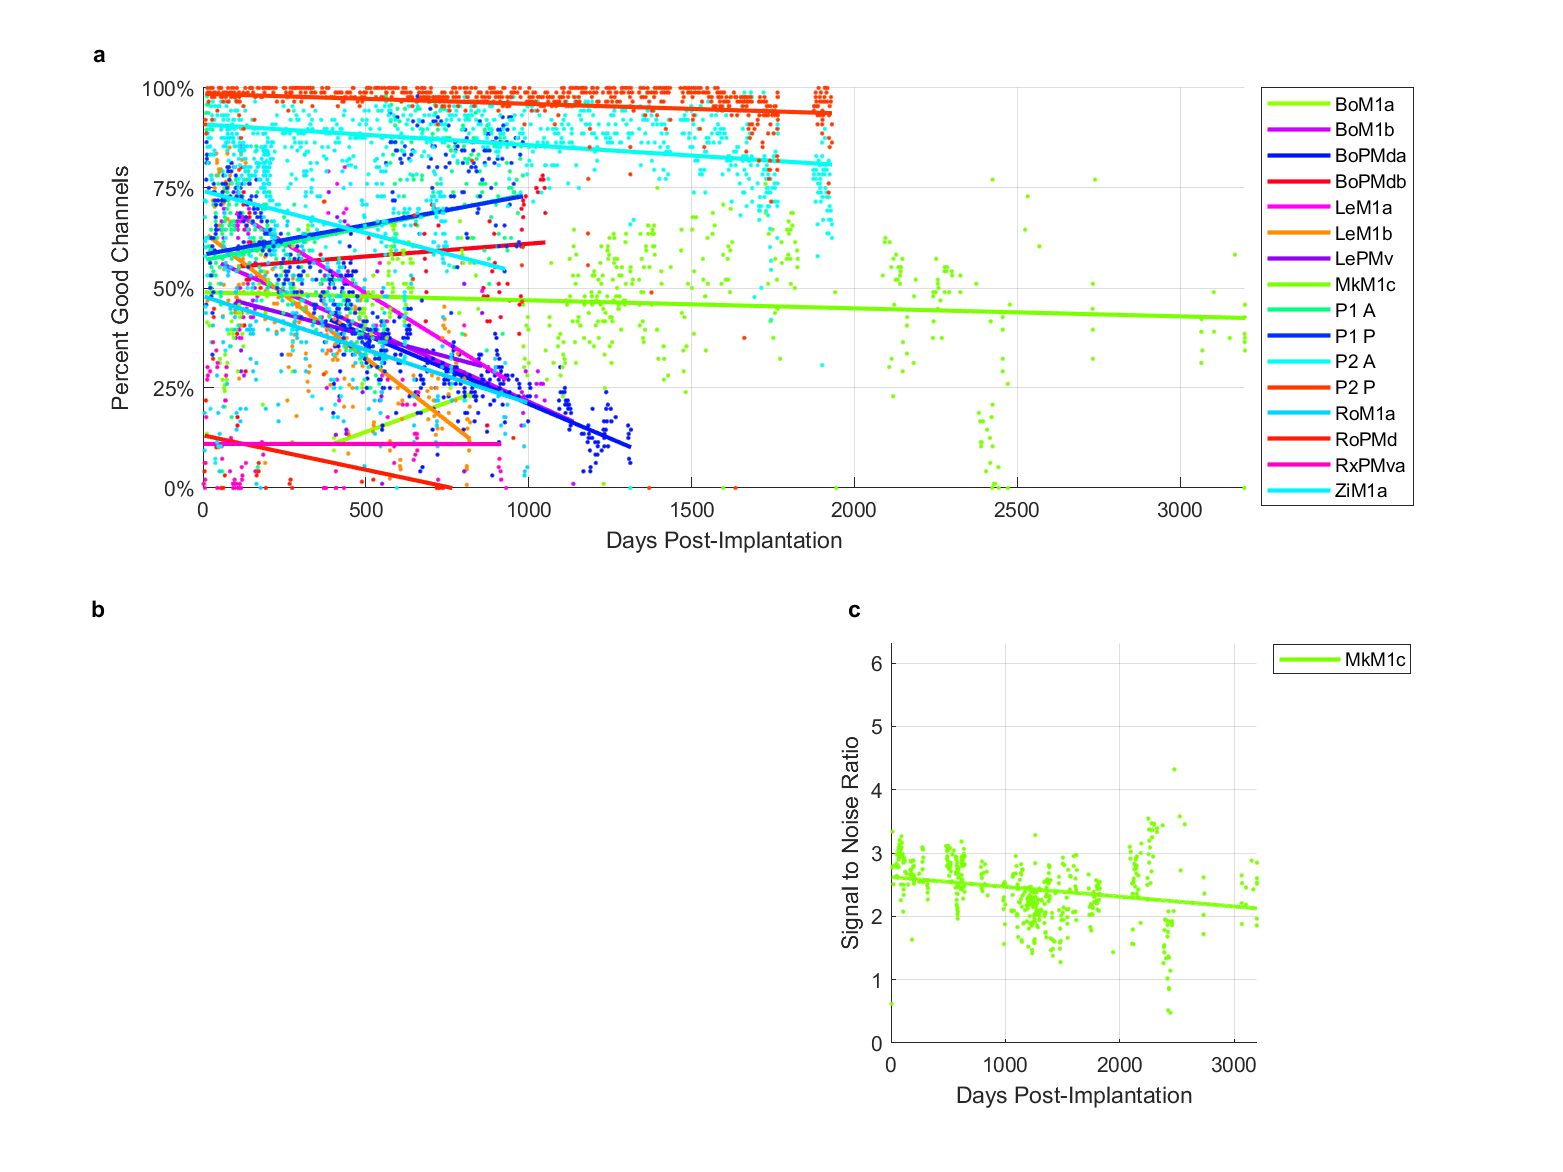 a
100%
75%
50%
25%
0%
Percent Good Channels
0 500 1000 1500 2000 2500 3000
Days Post-Implantation
BoM1a
BoM1b
BoPMda
BoPMdb
LeM1a
LeM1b
LePMv
MkM1c
P1 A
P1 P
P2 A
P2 P
RoM1a
RoPMd
RxPMva
ZiM1a
b
c
6
5
4
3
2
1
0
Signal to Noise Ratio
0 1000 2000 3000
Days Post-Implantation
MkM1c